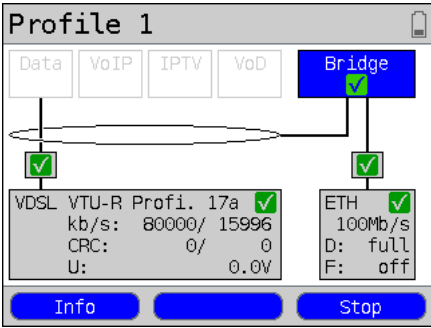 Profile 1
Data VoIP IPTV VoD Bridge
VDSL VTU-R Profi. 17a
kb/s: 80000/ 15996
CRC: 0/ 0
U: 0.0V
ETH
100Mb/s
D: full
F: off
Info Stop